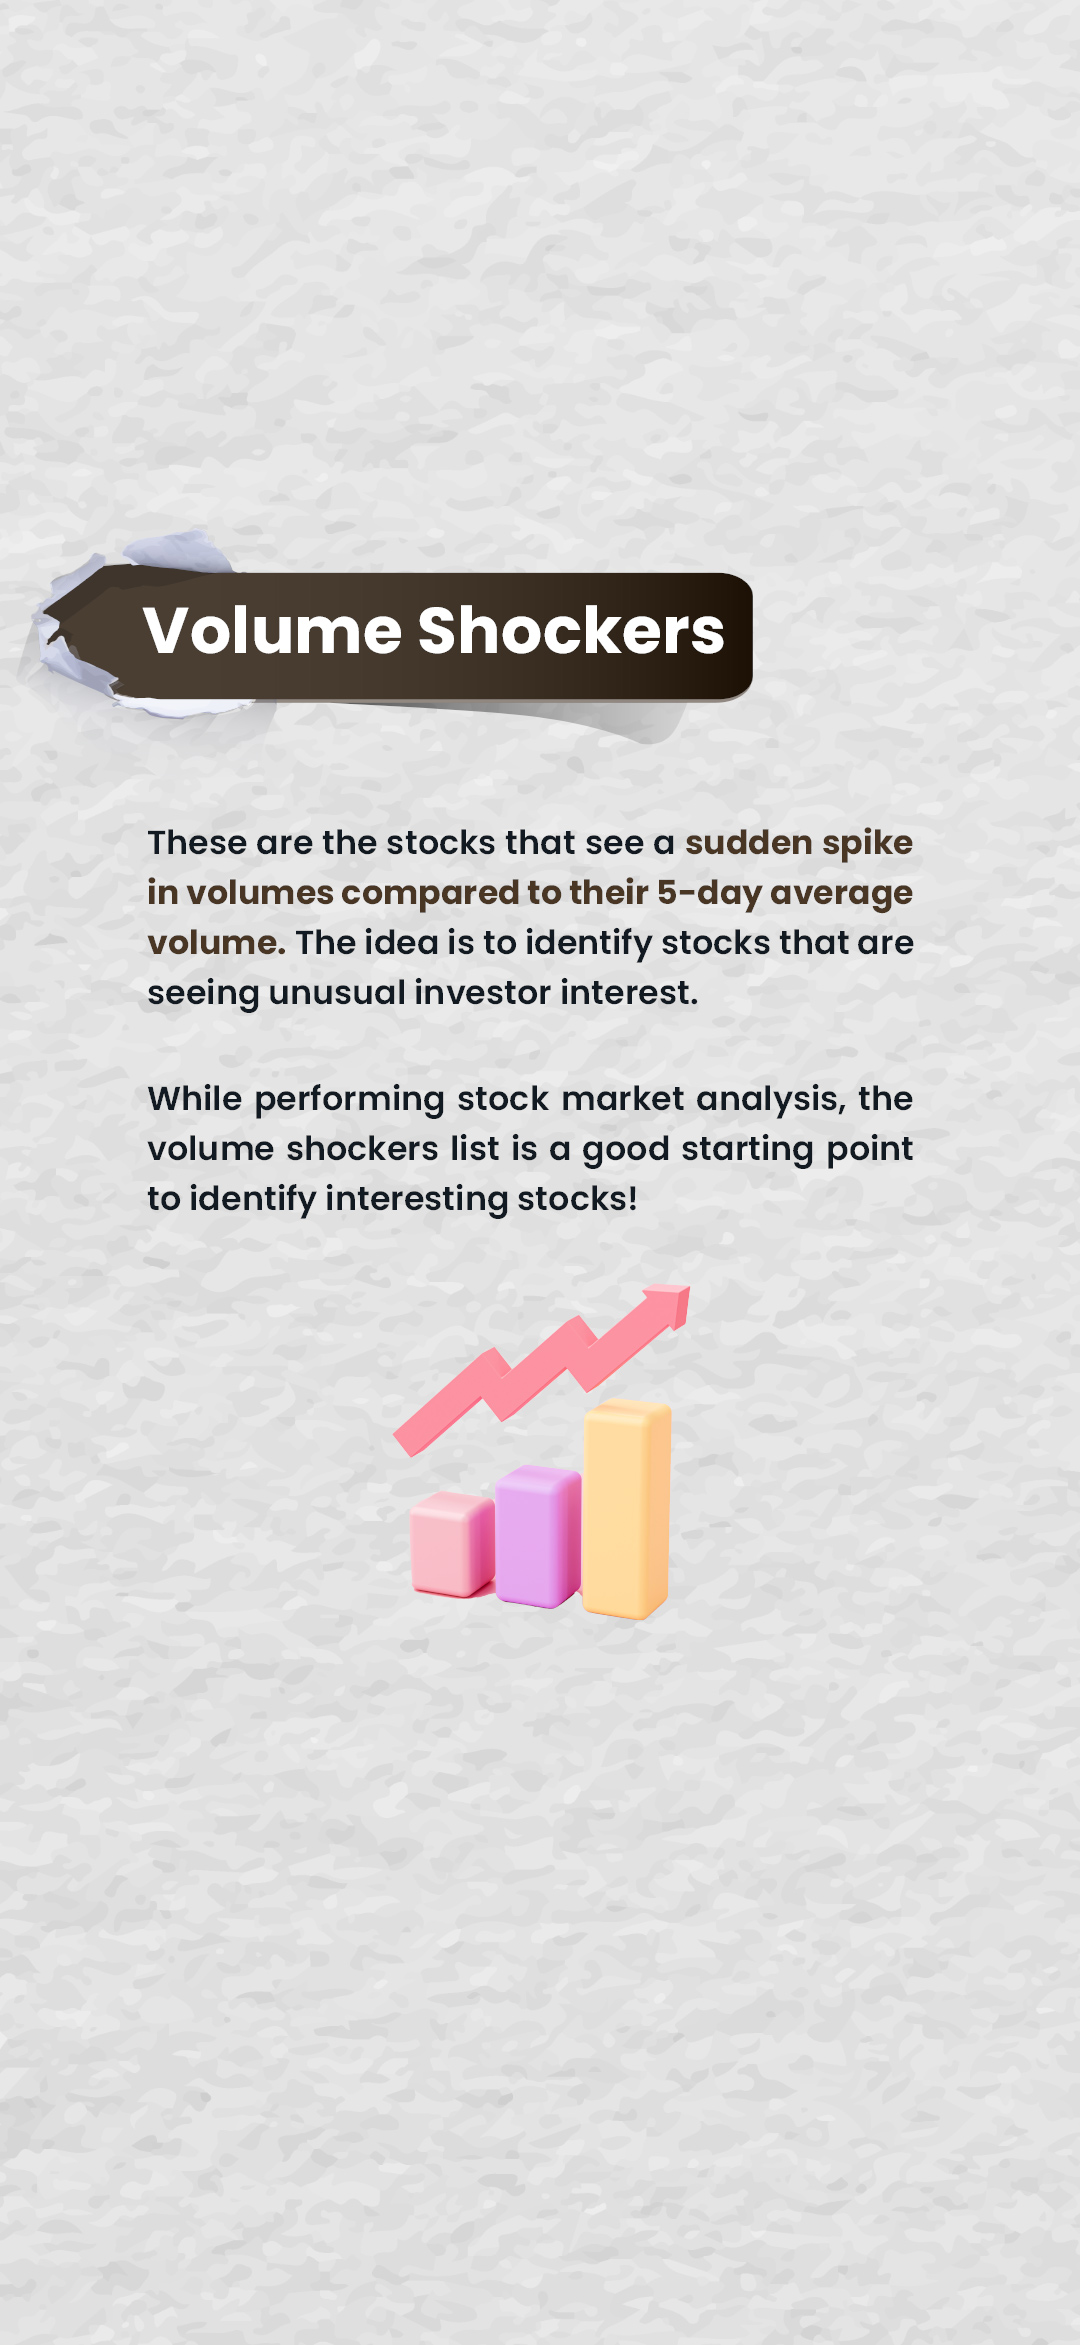 Volume Shockers
These are the stocks that see a sudden spike
in volumes compared to their 5-day average
volume. The idea is to identify stocks that are
seeing unusual investor interest.
While performing stock market analysis, the
volume shockers list is a good starting point
to identify interesting stocks!